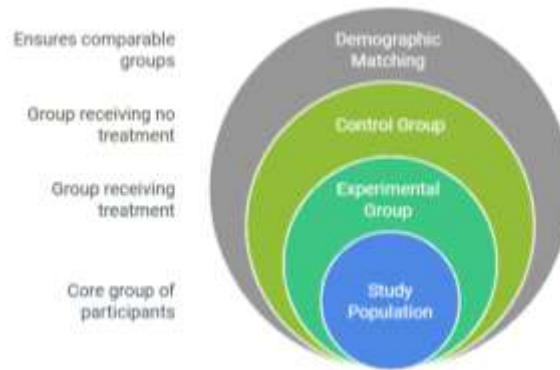 Ensures comparable
groups
Demographic
Matching
Group receiving no
treatment
Control Group
Group receiving
treatment
Experimental
Group
Core group of
participants
Study
Population